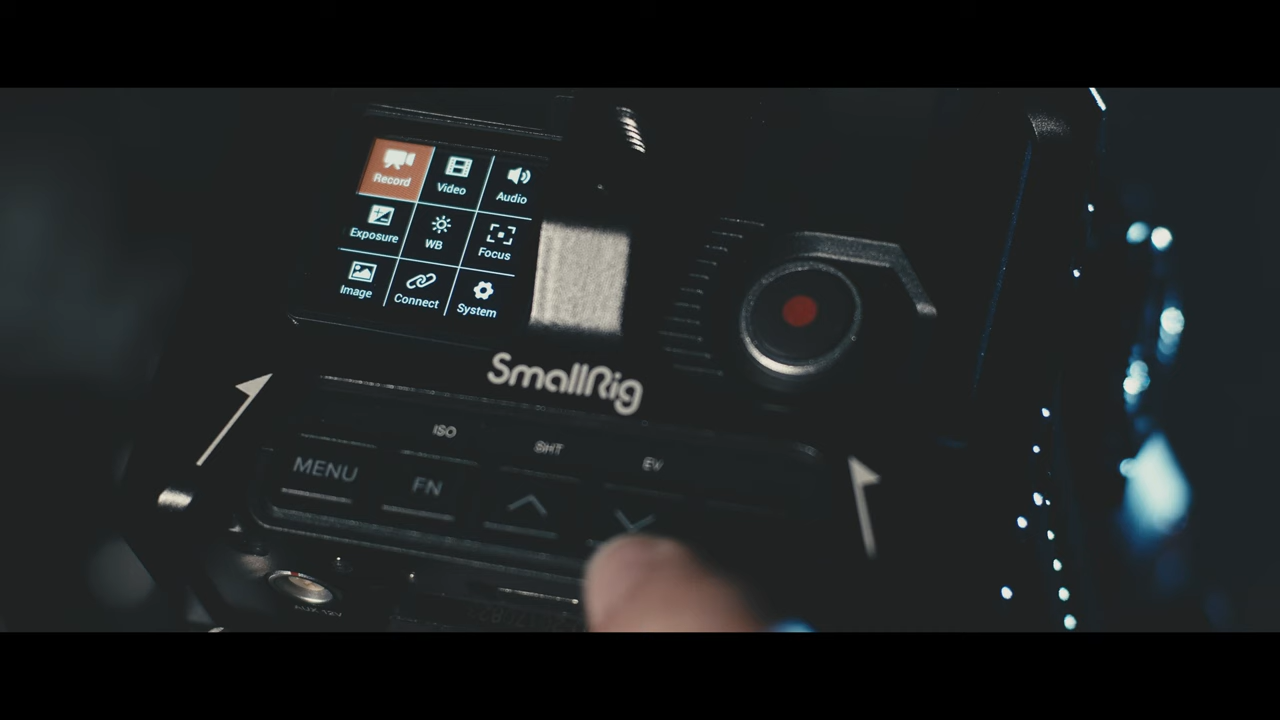 Record Video Audio
Exposure WB Focus
Image Connect System
SmallRig
ISO SHT EV
MENU FN